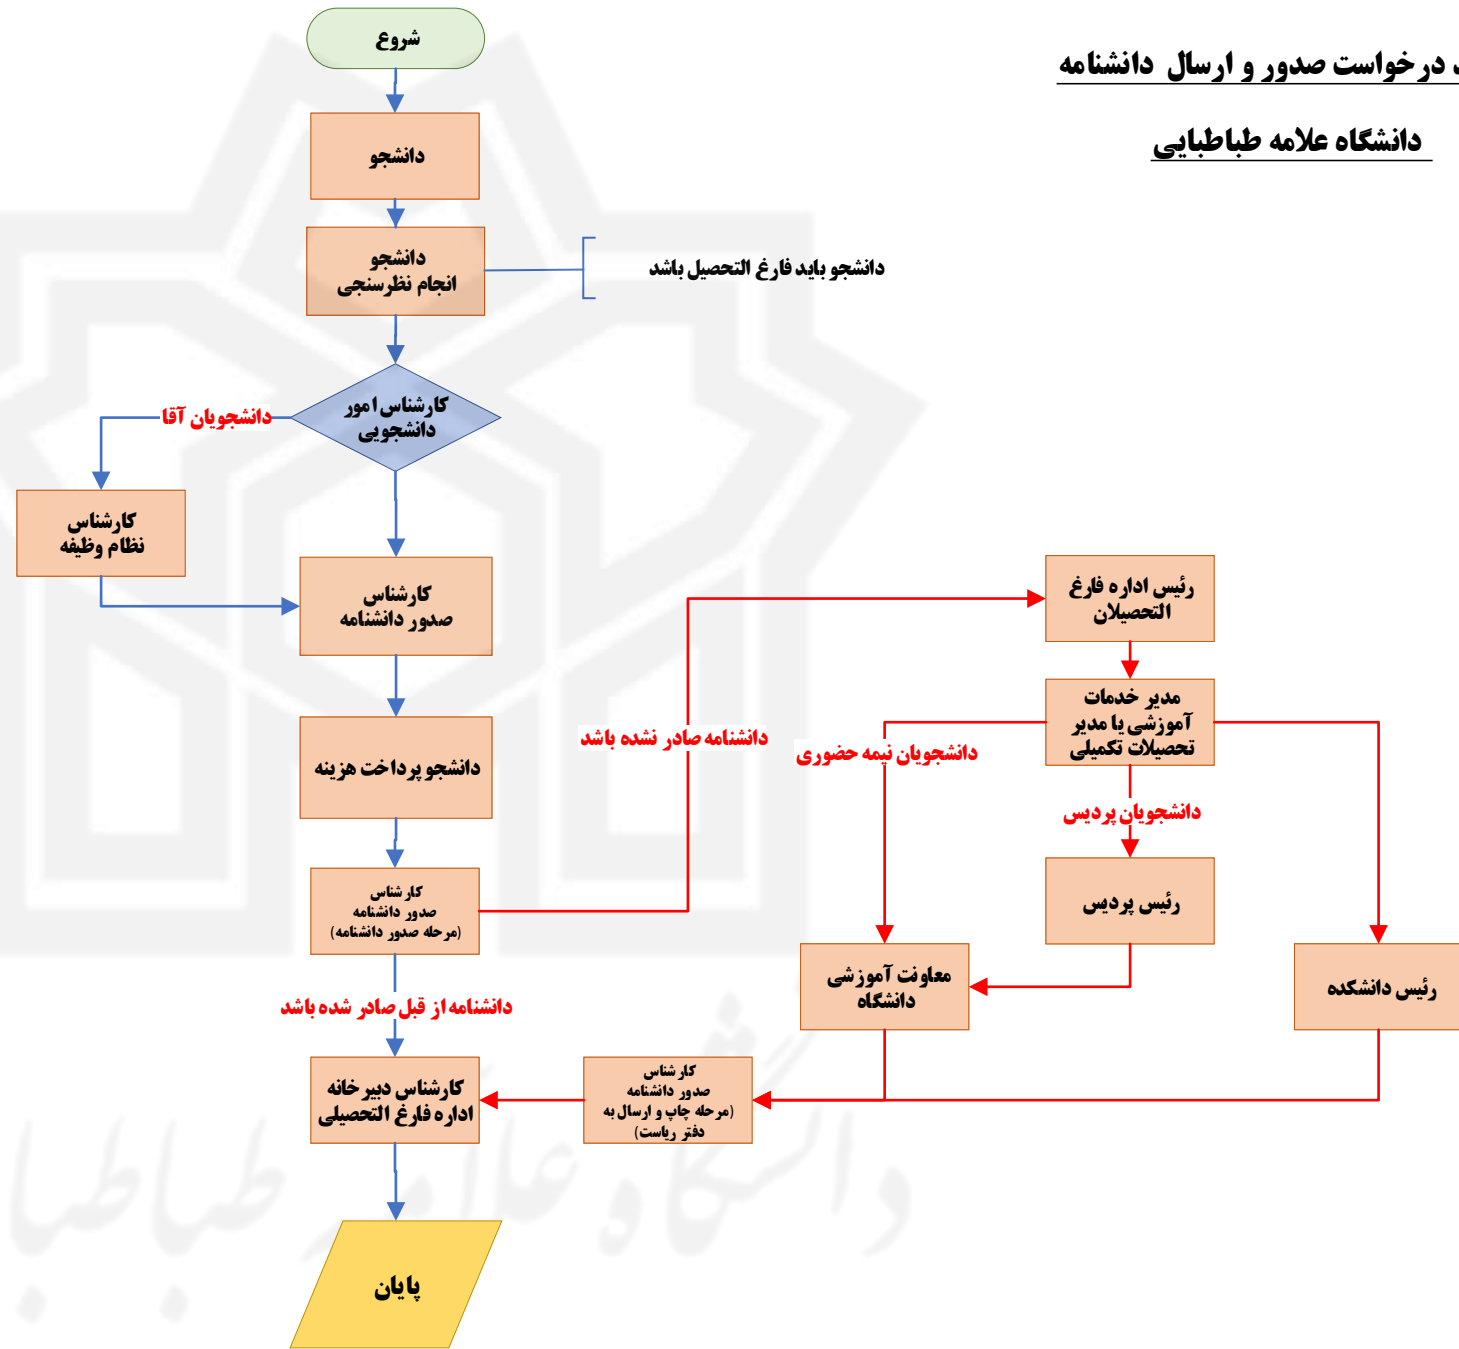 درخواست صدور و ارسال دانشنامه
دانشگاه علامه طباطبایی
شروع
دانشجو
دانشجو
انجام نظرسنجی
دانشجو باید فارغ التحصیل باشد
کارشناس امور
دانشجویی
دانشجویان آقا
کارشناس
نظام وظیفه
کارشناس
صدور دانشنامه
دانشجو پرداخت هزینه
کارشناس
صدور دانشنامه
(مرحله صدور دانشنامه)
دانشنامه صادر نشده باشد
رئیس اداره فارغ
التحصیلان
مدیر خدمات
آموزشی یا مدیر
تحصیلات تکمیلی
دانشجویان نیمه حضوری
دانشجویان پردیس
رئیس پردیس
معاونت آموزشی
دانشگاه
رئیس دانشکده
دانشنامه از قبل صادر شده باشد
کارشناس
صدور دانشنامه
(مرحله چاپ و ارسال به
دفتر ریاست)
کارشناس دبیرخانه
اداره فارغ التحصیلی
پایان
دانشگاه علامه طباطبا